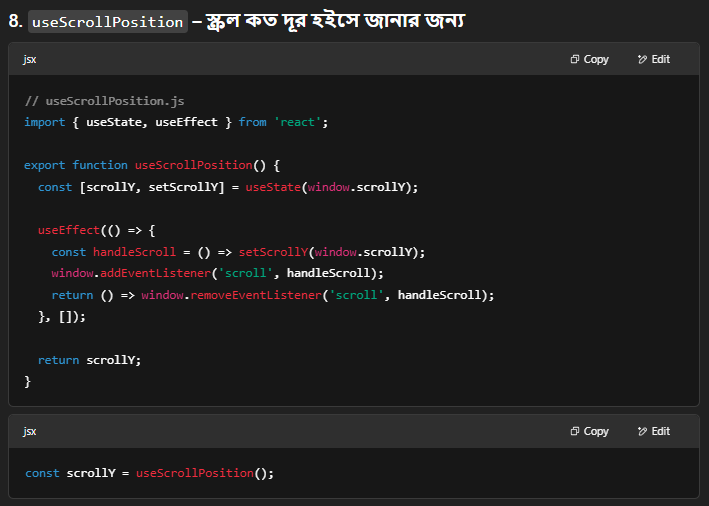 8. useScrollPosition – স্ক্রল কত দূর হইসে জানার জন্য
jsx Copy Edit
// useScrollPosition.js
import { useState, useEffect } from 'react';
export function useScrollPosition() {
const [scrollY, setScrollY] = useState(window.scrollY);
useEffect(() => {
const handleScroll = () => setScrollY(window.scrollY);
window.addEventListener('scroll', handleScroll);
return () => window.removeEventListener('scroll', handleScroll);
}, []);
return scrollY;
}
jsx Copy Edit
const scrollY = useScrollPosition();